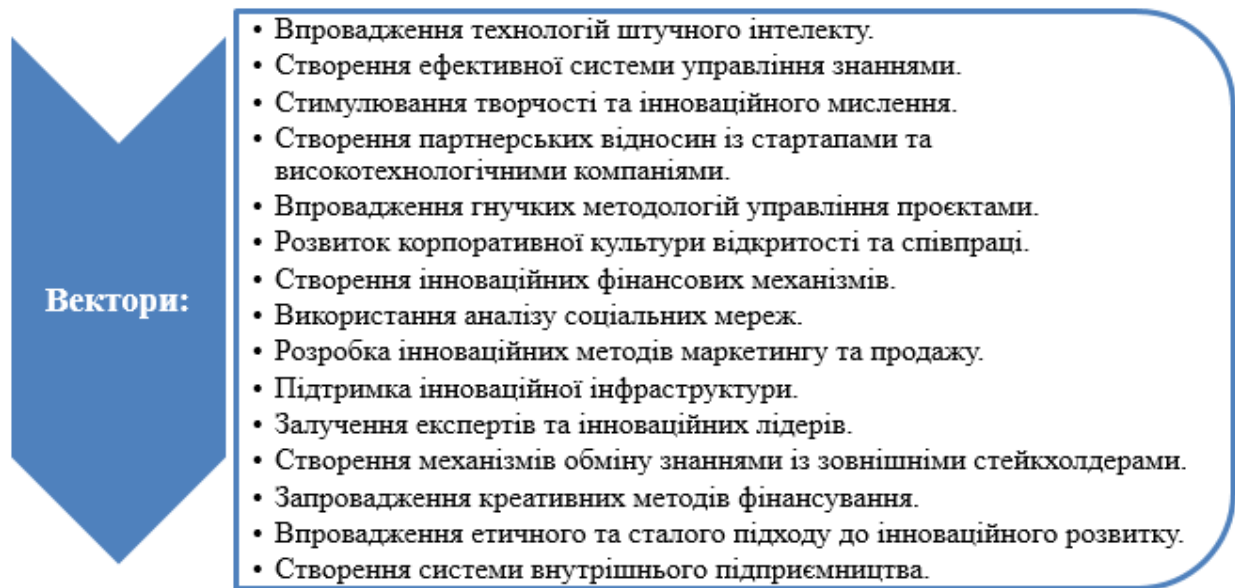 Вектори:
• Впровадження технологій штучного інтелекту.
• Створення ефективної системи управління знаннями.
• Стимулювання творчості та інноваційного мислення.
• Створення партнерських відносин із стартапами та
високотехнологічними компаніями.
• Впровадження гнучких методологій управління проєктами.
• Розвиток корпоративної культури відкритості та співпраці.
• Створення інноваційних фінансових механізмів.
• Використання аналізу соціальних мереж.
• Розробка інноваційних методів маркетингу та продажу.
• Підтримка інноваційної інфраструктури.
• Залучення експертів та інноваційних лідерів.
• Створення механізмів обміну знаннями із зовнішніми стейкхолдерами.
• Запровадження креативних методів фінансування.
• Впровадження етичного та сталого підходу до інноваційного розвитку.
• Створення системи внутрішнього підприємництва.